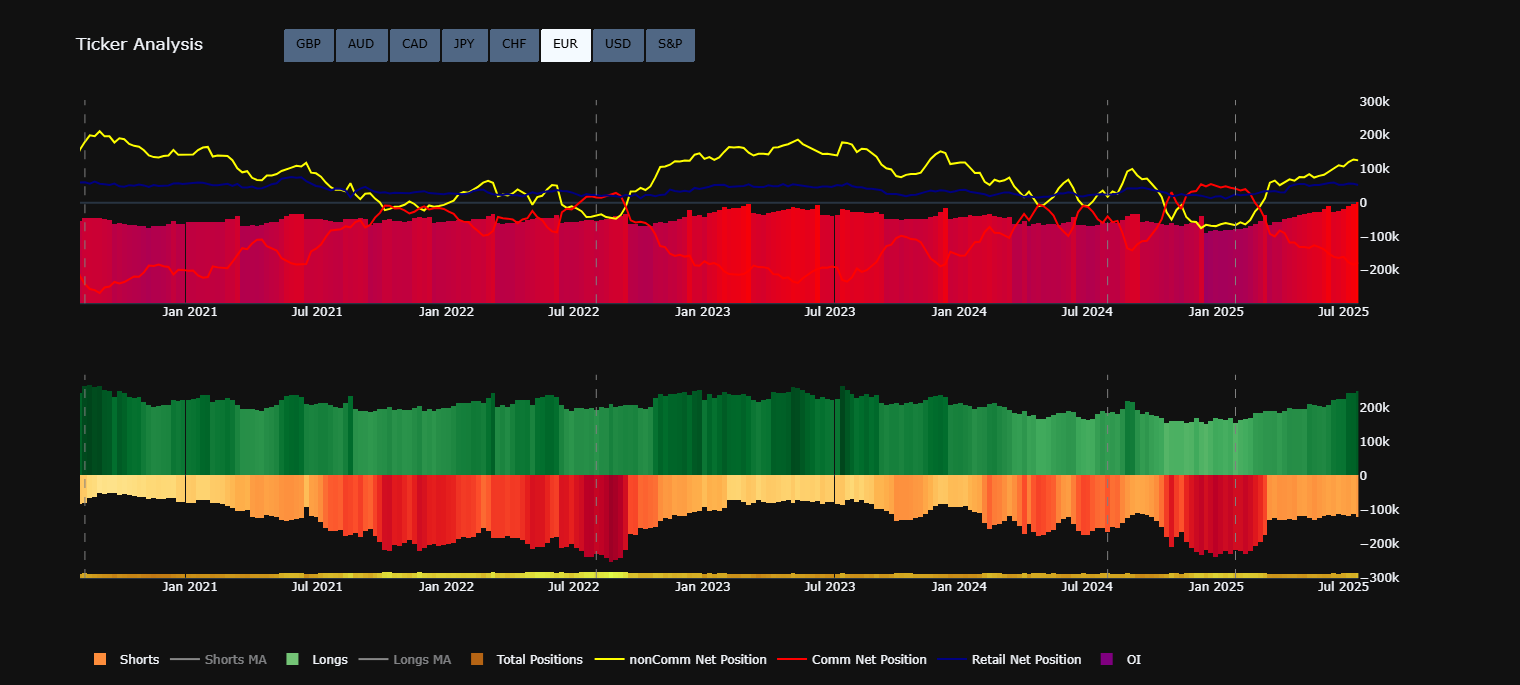 Ticker Analysis GBP AUD CAD JPY CHF EUR USD S&P
300k
200k
100k
0
−100k
−200k
Jan 2021 Jul 2021 Jan 2022 Jul 2022 Jan 2023 Jul 2023 Jan 2024 Jul 2024 Jan 2025 Jul 2025
200k
100k
0
−100k
−200k
−300k
Jan 2021 Jul 2021 Jan 2022 Jul 2022 Jan 2023 Jul 2023 Jan 2024 Jul 2024 Jan 2025 Jul 2025
Shorts Shorts MA Longs Longs MA Total Positions nonComm Net Position Comm Net Position Retail Net Position OI